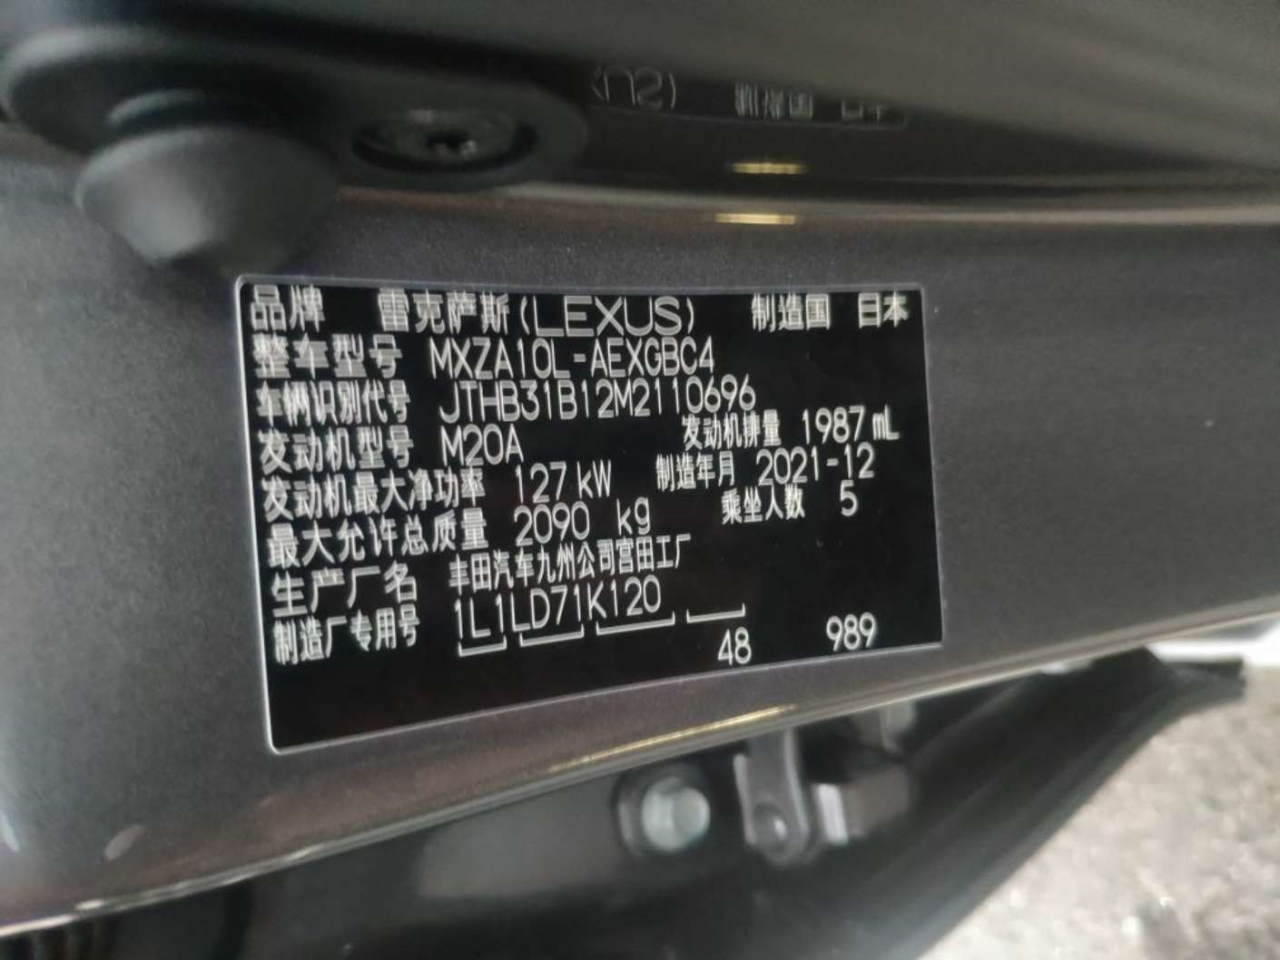 品牌 雷克萨斯(LEXUS) 制造国 日本
整车型号 MXZA10L-AEXGBC4
车辆识别代号 JTHB31B12M2110696
发动机型号 M20A 发动机排量 1987 mL
发动机最大净功率 127 kW 制造年月 2021-12
最大允许总质量 2090 kg 乘坐人数 5
生产厂名 丰田汽车九州公司宫田工厂
制造厂专用号 1L1LD71K120
48 989